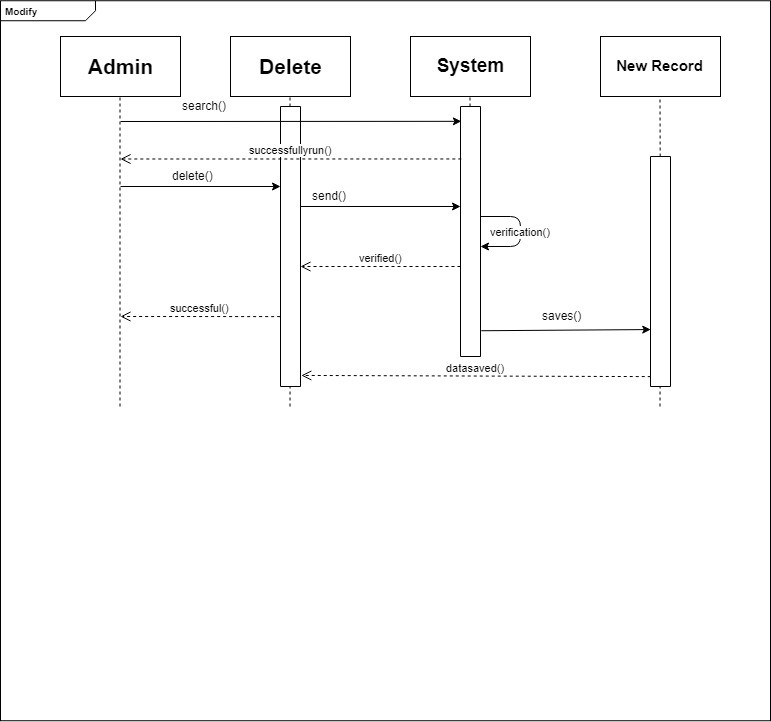 Modify
Admin
Delete
System
New Record
search()
successfullyrun()
delete()
send()
verification()
verified()
successful()
saves()
datasaved()